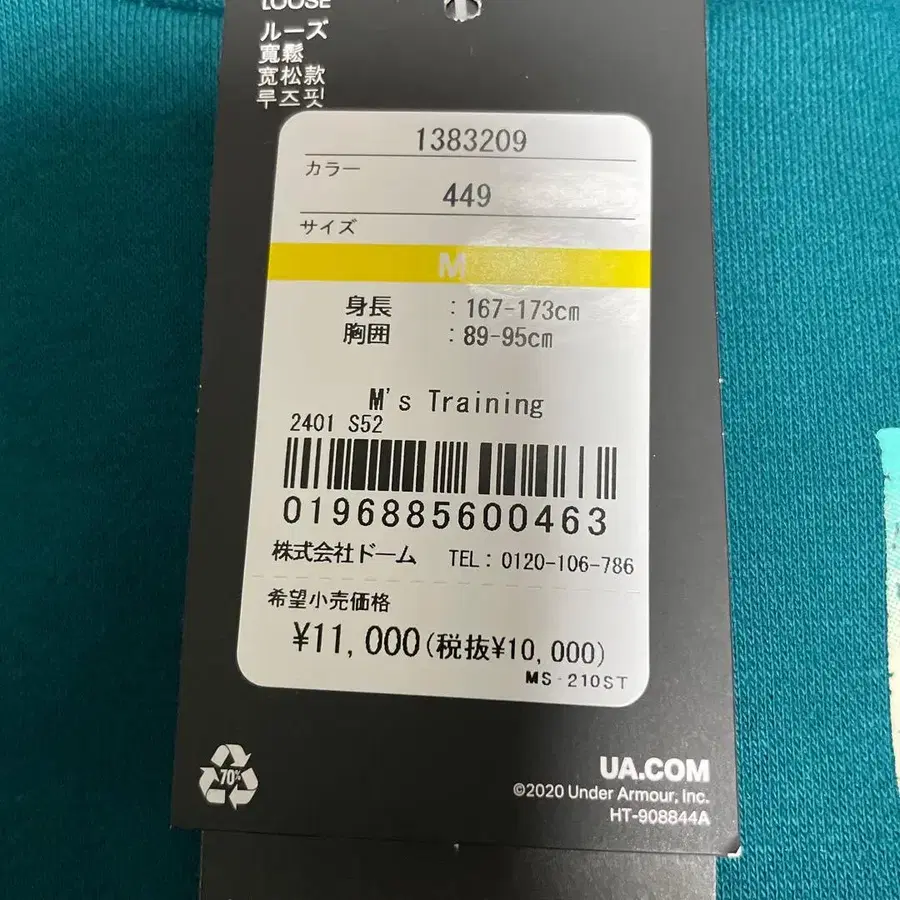 LOOSE
ルーズ
寬鬆
宽松款
루즈핏
1383209
カラー
449
サイズ
M
身長 : 167-173cm
胸囲 : 89-95cm
M's Training
2401 S52
0196885600463
株式会社ドーム TEL: 0120-106-786
希望小売価格
¥11,000(税抜¥10,000)
MS-210ST
70%
UA.COM
©2020 Under Armour, Inc.
HT-908844A